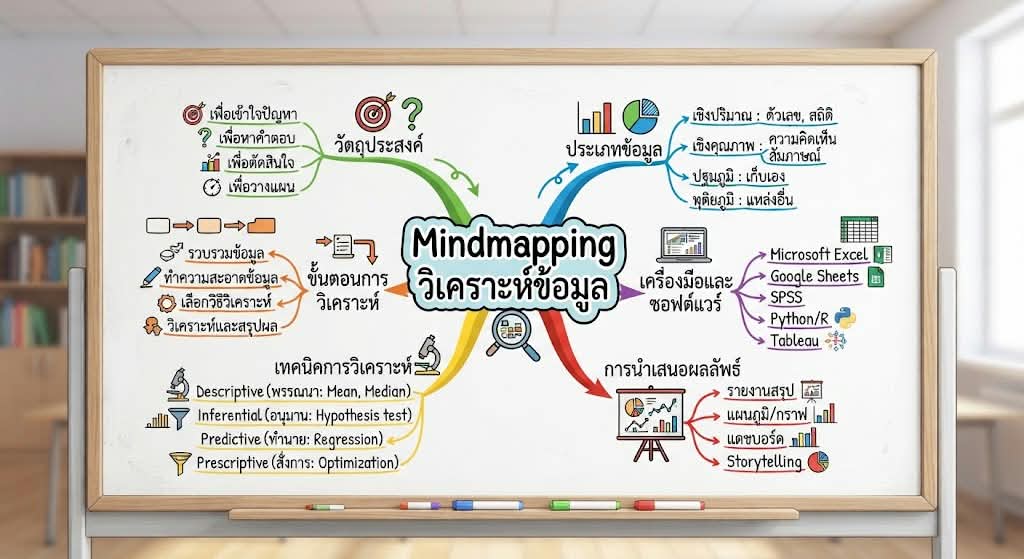 Mindmapping
วิเคราะห์ข้อมูล
วัตถุประสงค์
เพื่อเข้าใจปัญหา
เพื่อหาคำตอบ
เพื่อตัดสินใจ
เพื่อวางแผน
ประเภทข้อมูล
เชิงปริมาณ : ตัวเลข, สถิติ
เชิงคุณภาพ : ความคิดเห็น
สัมภาษณ์
ปฐมภูมิ : เก็บเอง
ทุติยภูมิ : แหล่งอื่น
ขั้นตอนการ
วิเคราะห์
รวบรวมข้อมูล
ทำความสะอาดข้อมูล
เลือกวิธีวิเคราะห์
วิเคราะห์และสรุปผล
เครื่องมือและ
ซอฟต์แวร์
Microsoft Excel
Google Sheets
SPSS
Python/R
Tableau
เทคนิคการวิเคราะห์
Descriptive (พรรณนา: Mean, Median)
Inferential (อนุมาน: Hypothesis test)
Predictive (ทำนาย: Regression)
Prescriptive (สั่งการ: Optimization)
การนำเสนอผลลัพธ์
รายงานสรุป
แผนภูมิ/กราฟ
แดชบอร์ด
Storytelling